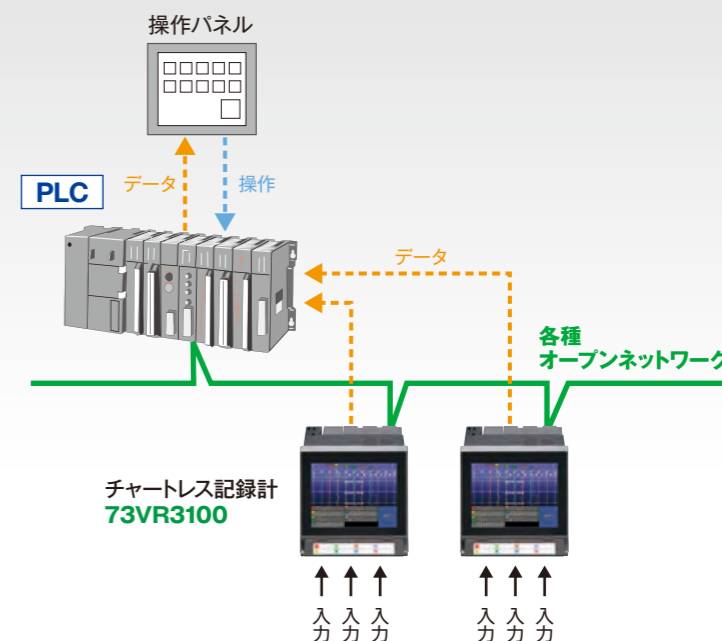 操作パネル
データ
操作
PLC
データ
各種
オープンネットワーク
チャートレス記録計
73VR3100
入力
入力
入力
入力
入力
入力